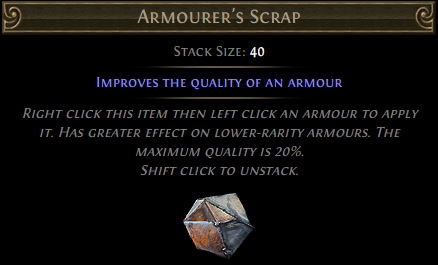 Armourer's Scrap
Stack Size: 40
Improves the quality of an armour
Right click this item then left click an armour to apply
it. Has greater effect on lower-rarity armours. The
maximum quality is 20%.
Shift click to unstack.